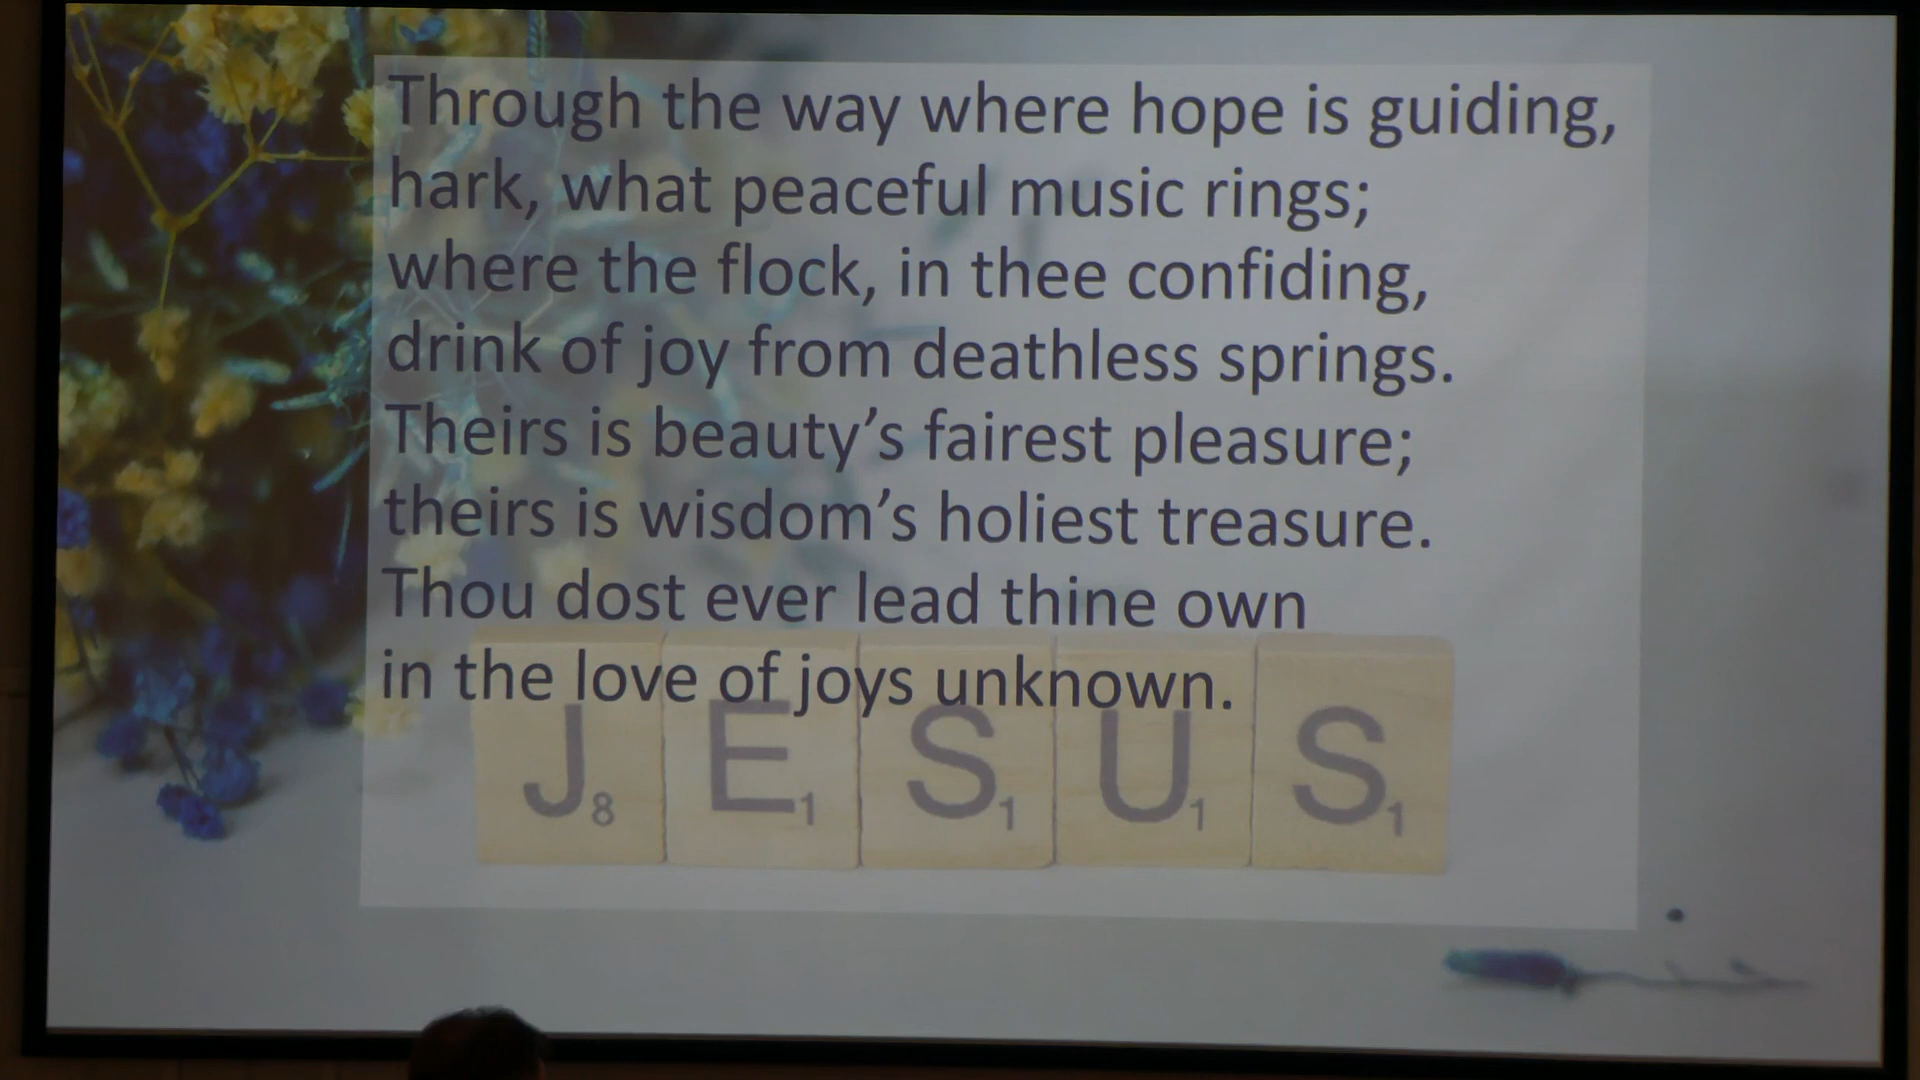 Through the way where hope is guiding,
hark, what peaceful music rings;
where the flock, in thee confiding,
drink of joy from deathless springs.
Theirs is beauty’s fairest pleasure;
theirs is wisdom’s holiest treasure.
Thou dost ever lead thine own
in the love of joys unknown.
J8 E1 S1 U1 S1